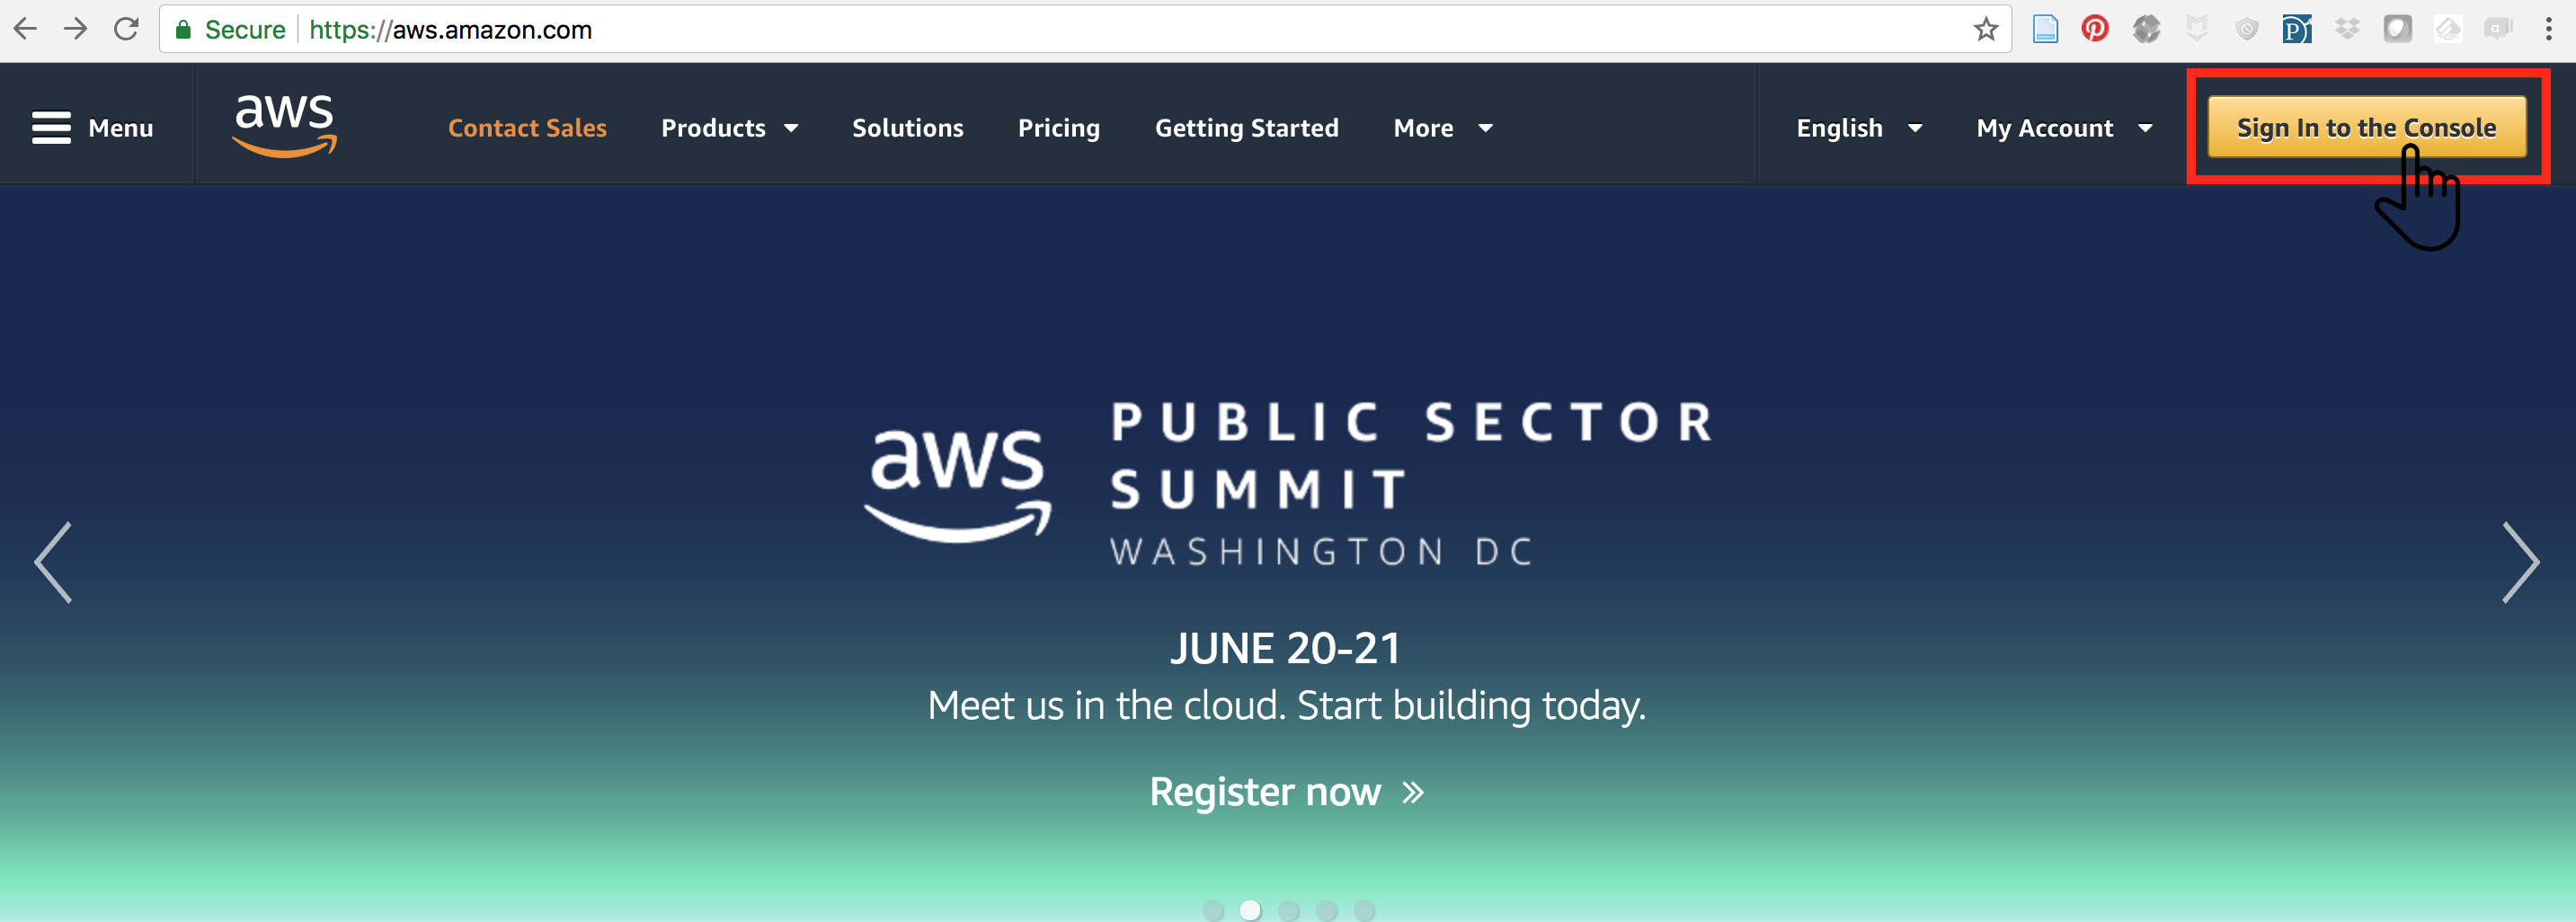 Secure https://aws.amazon.com
Menu aws Contact Sales Products Solutions Pricing Getting Started More English My Account Sign In to the Console
aws
PUBLIC SECTOR
SUMMIT
WASHINGTON DC
JUNE 20-21
Meet us in the cloud. Start building today.
Register now »